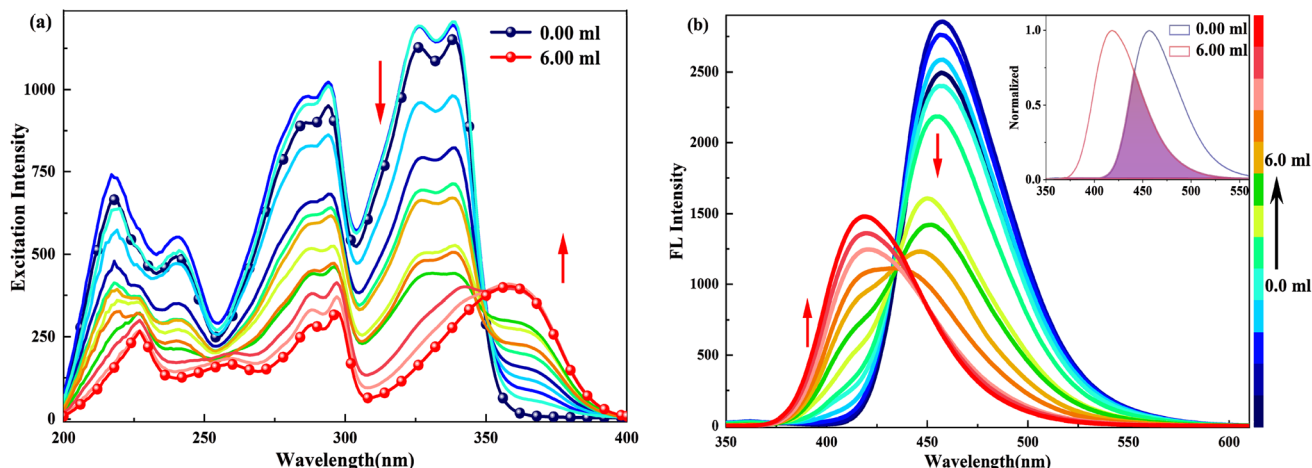 (a)
0.00 ml
6.00 ml
Excitation Intensity
1000
750
500
250
0
200
250
300
350
400
Wavelength(nm)
(b)
0.00 ml
6.00 ml
Normalized
1.0
0.5
0.0
350
400
450
500
550
FL Intensity
2500
2000
1750
1500
1000
500
0
350
400
450
500
550
600
Wavelength(nm)
6.0 ml
0.0 ml